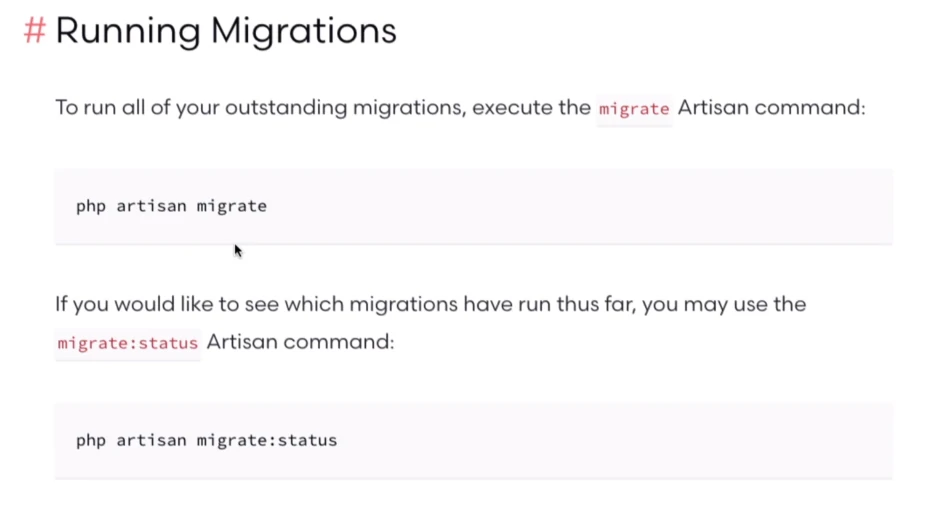 # Running Migrations
To run all of your outstanding migrations, execute the migrate Artisan command:
php artisan migrate
If you would like to see which migrations have run thus far, you may use the
migrate:status Artisan command:
php artisan migrate:status